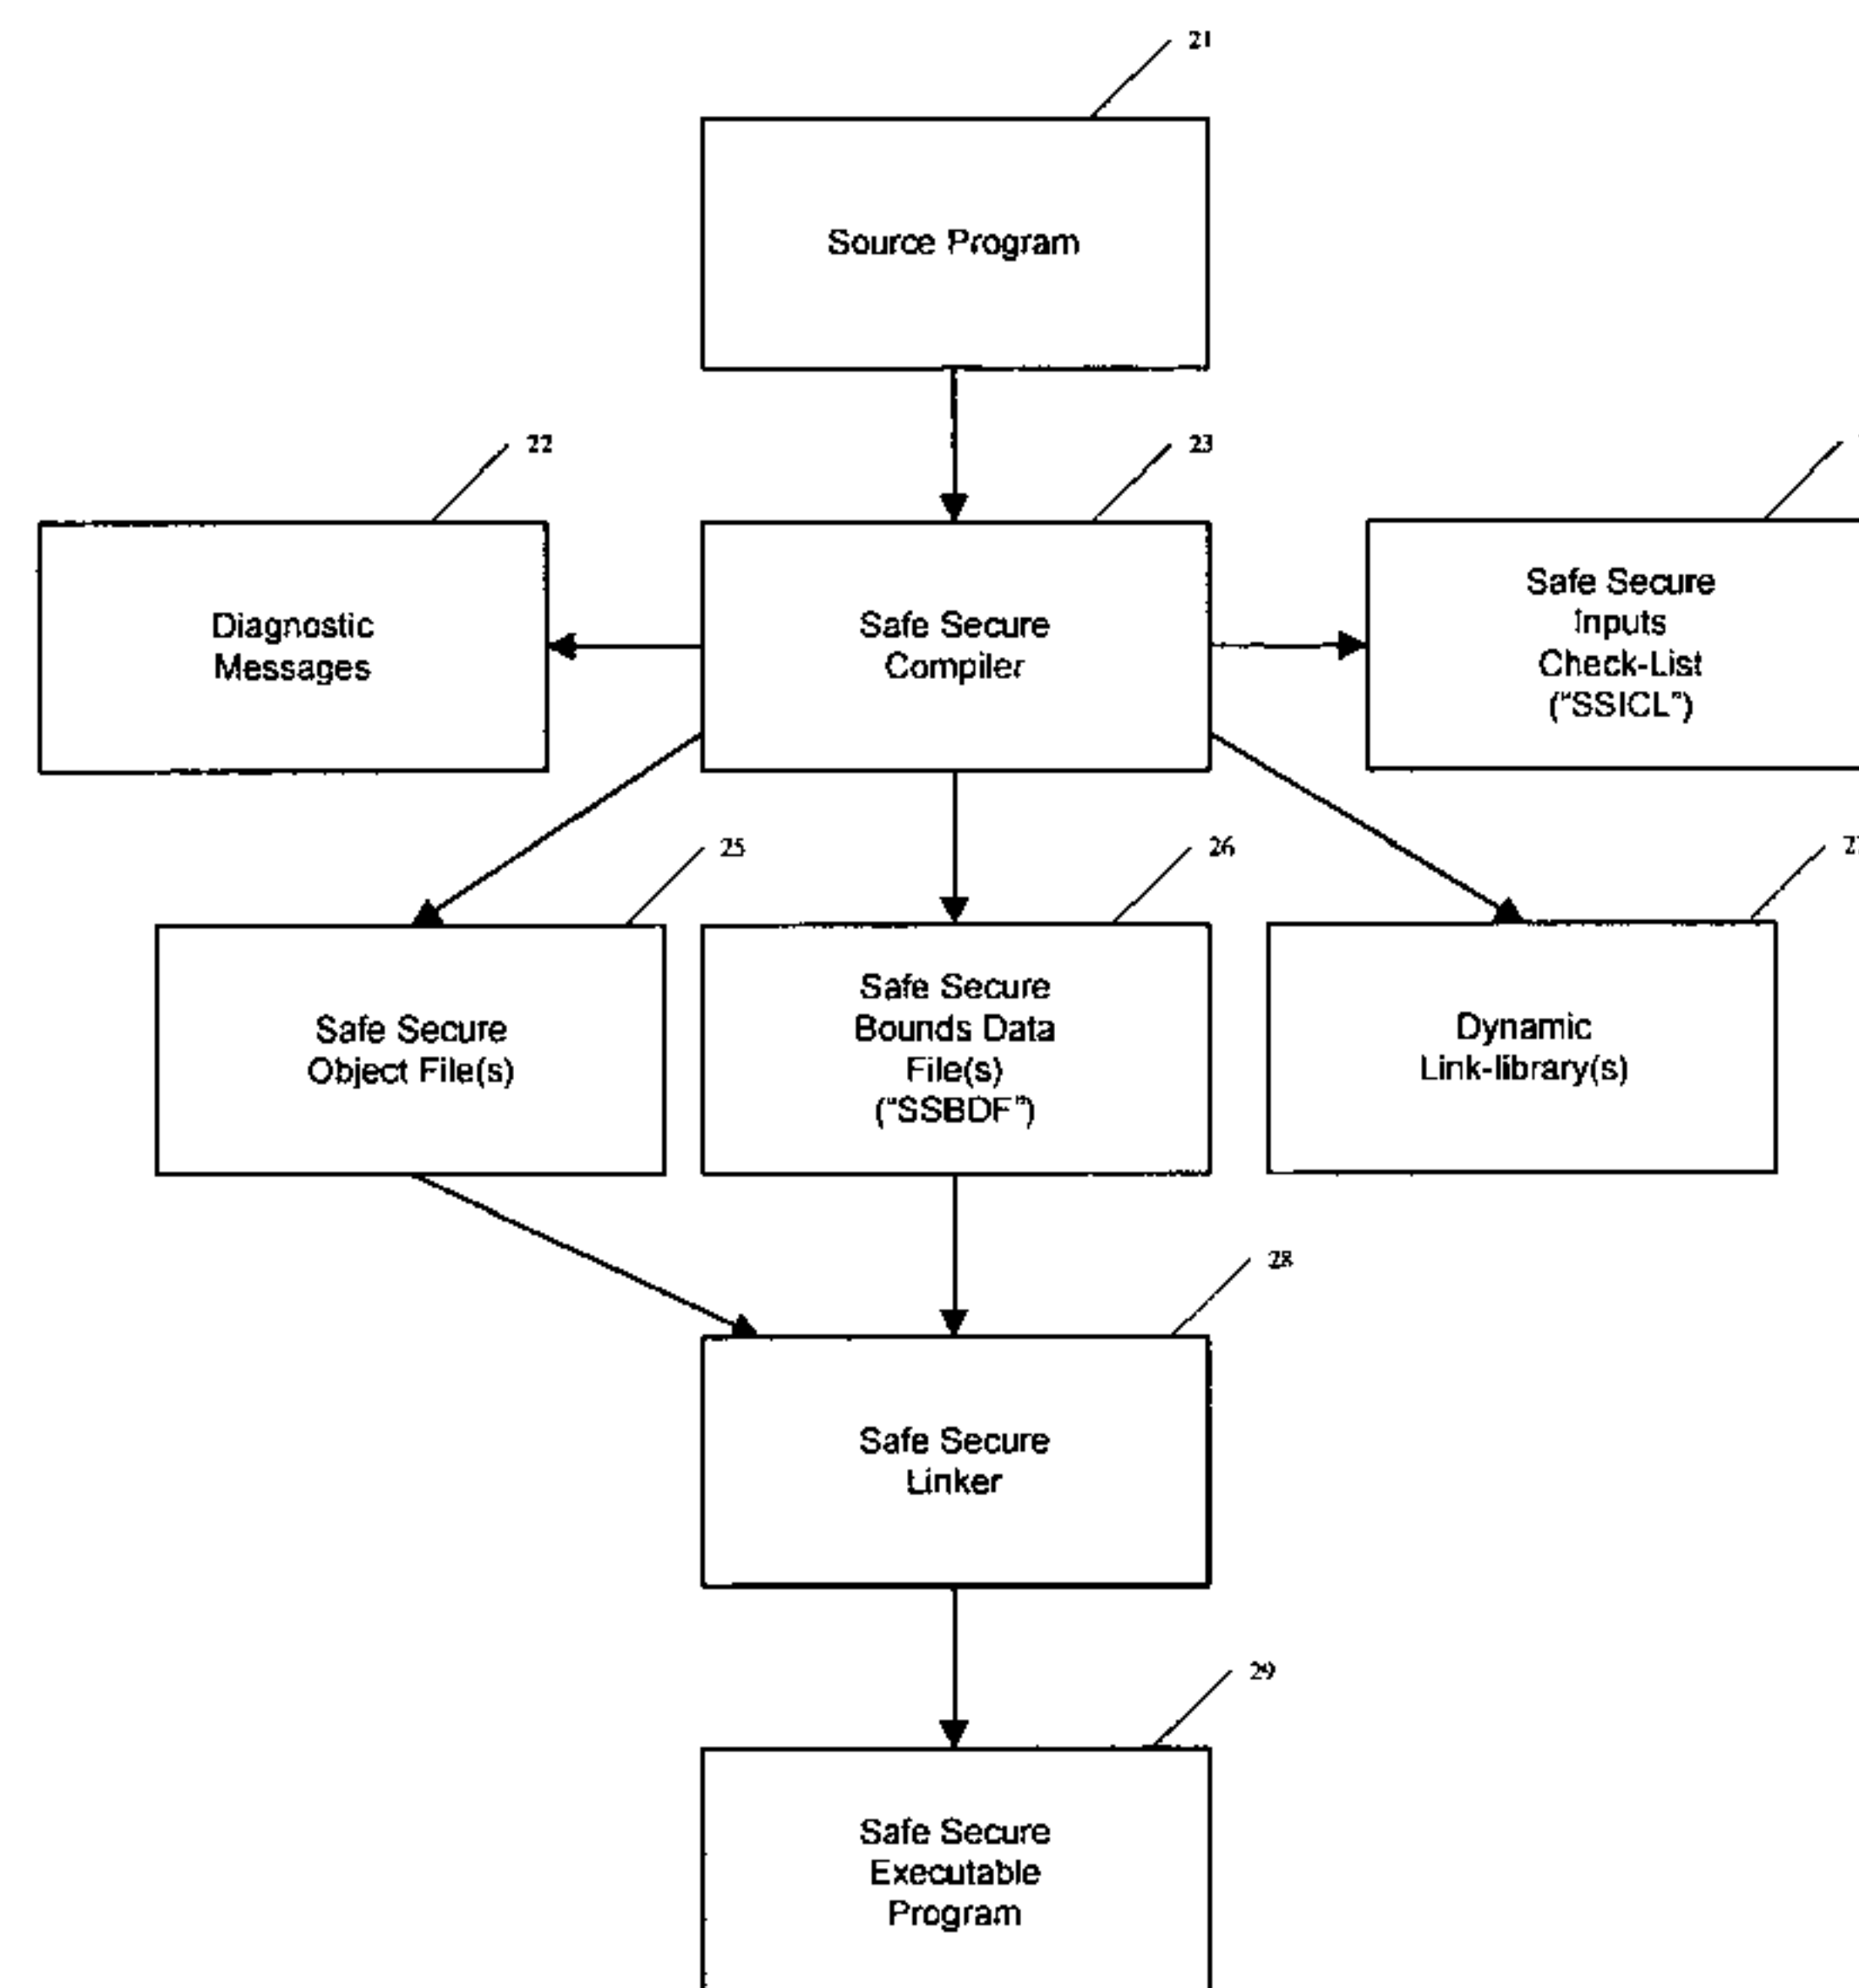 21
Source Program
22
23
Diagnostic
Messages
Safe Secure
Compiler
Safe Secure
Inputs
Check-List
("SSICL")
25
26
Safe Secure
Object File(s)
Safe Secure
Bounds Data
File(s)
("SSBDF")
Dynamic
Link-library(s)
28
Safe Secure
Linker
29
Safe Secure
Executable
Program